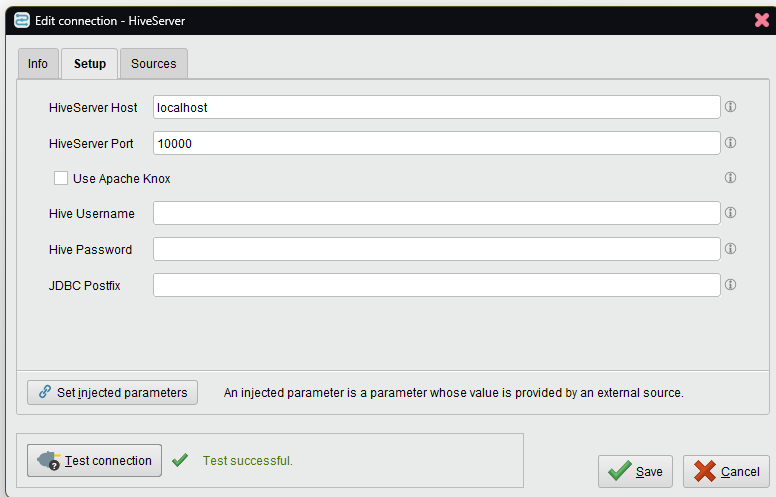 Edit connection - HiveServer
Info Setup Sources
HiveServer Host localhost
HiveServer Port 10000
Use Apache Knox
Hive Username
Hive Password
JDBC Postfix
Set injected parameters An injected parameter is a parameter whose value is provided by an external source.
Test connection Test successful.
Save Cancel